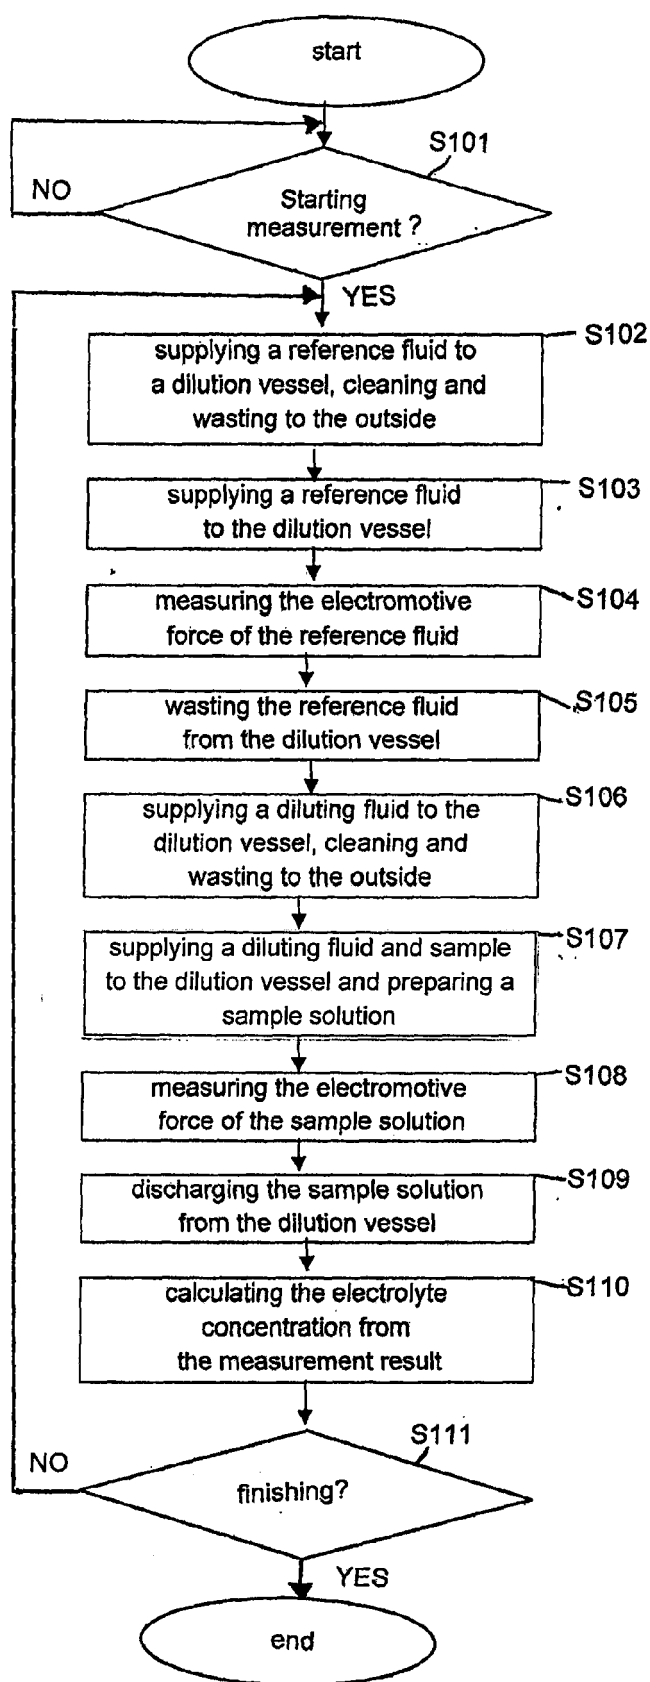 start
S101
NO
Starting
measurement ?
YES
S102
supplying a reference fluid to
a dilution vessel, cleaning and
wasting to the outside
S103
supplying a reference fluid
to the dilution vessel
S104
measuring the electromotive
force of the reference fluid
S105
wasting the reference fluid
from the dilution vessel
S106
supplying a diluting fluid to the
dilution vessel, cleaning and
wasting to the outside
S107
supplying a diluting fluid and sample
to the dilution vessel and preparing a
sample solution
S108
measuring the electromotive
force of the sample solution
S109
discharging the sample solution
from the dilution vessel
S110
calculating the electrolyte
concentration from
the measurement result
S111
NO
finishing?
YES
end